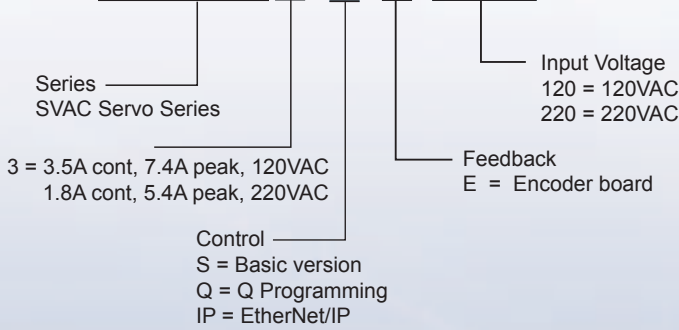 Series
SVAC Servo Series
3 = 3.5A cont, 7.4A peak, 120VAC
1.8A cont, 5.4A peak, 220VAC
Control
S = Basic version
Q = Q Programming
IP = EtherNet/IP
Input Voltage
120 = 120VAC
220 = 220VAC
Feedback
E = Encoder board